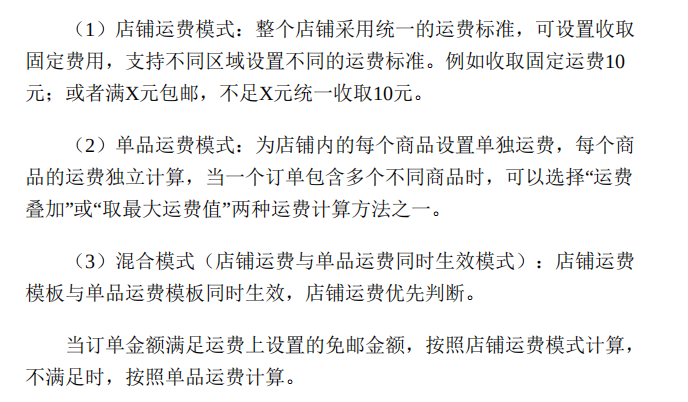 （1）店铺运费模式：整个店铺采用统一的运费标准，可设置收取
固定费用，支持不同区域设置不同的运费标准。例如收取固定运费10
元；或者满X元包邮，不足X元统一收取10元。
（2）单品运费模式：为店铺内的每个商品设置单独运费，每个商
品的运费独立计算，当一个订单包含多个不同商品时，可以选择“运费
叠加”或“取最大运费值”两种运费计算方法之一。
（3）混合模式（店铺运费与单品运费同时生效模式）：店铺运费
模板与单品运费模板同时生效，店铺运费优先判断。
当订单金额满足运费上设置的免邮金额，按照店铺运费模式计算，
不满足时，按照单品运费计算。